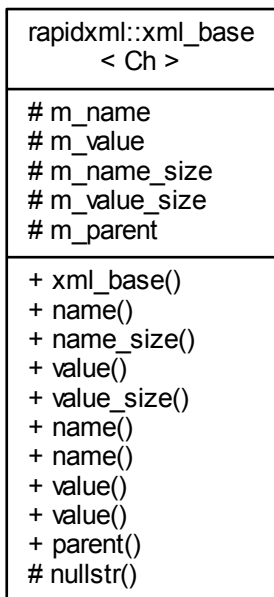 rapidxml::xml_base
< Ch >
# m_name
# m_value
# m_name_size
# m_value_size
# m_parent
+ xml_base()
+ name()
+ name_size()
+ value()
+ value_size()
+ name()
+ name()
+ value()
+ value()
+ parent()
# nullstr()